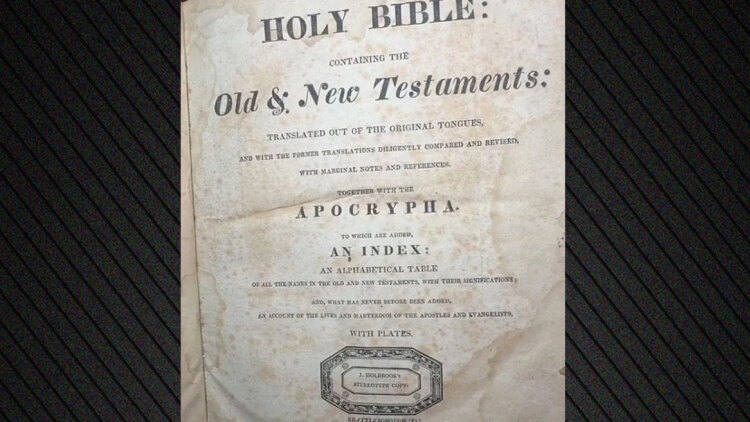 HOLY BIBLE:
CONTAINING THE
Old & New Testaments:
TRANSLATED OUT OF THE ORIGINAL TONGUES,
AND WITH THE FORMER TRANSLATIONS DILIGENTLY COMPARED AND REVISED,
WITH MARGINAL NOTES AND REFERENCES.
TOGETHER WITH THE
APOCRYPHA.
TO WHICH ARE ADDED,
AN INDEX:
AN ALPHABETICAL TABLE
OF ALL THE NAMES IN THE OLD AND NEW TESTAMENTS, WITH THEIR SIGNIFICATIONS;
AND, WHAT HAS NEVER BEFORE BEEN ADDED,
AN ACCOUNT OF THE LIVES AND MARTYRDOM OF THE APOSTLES AND EVANGELISTS,
WITH PLATES.
J. HOLBROOK'S
STEREOTYPE COPY.